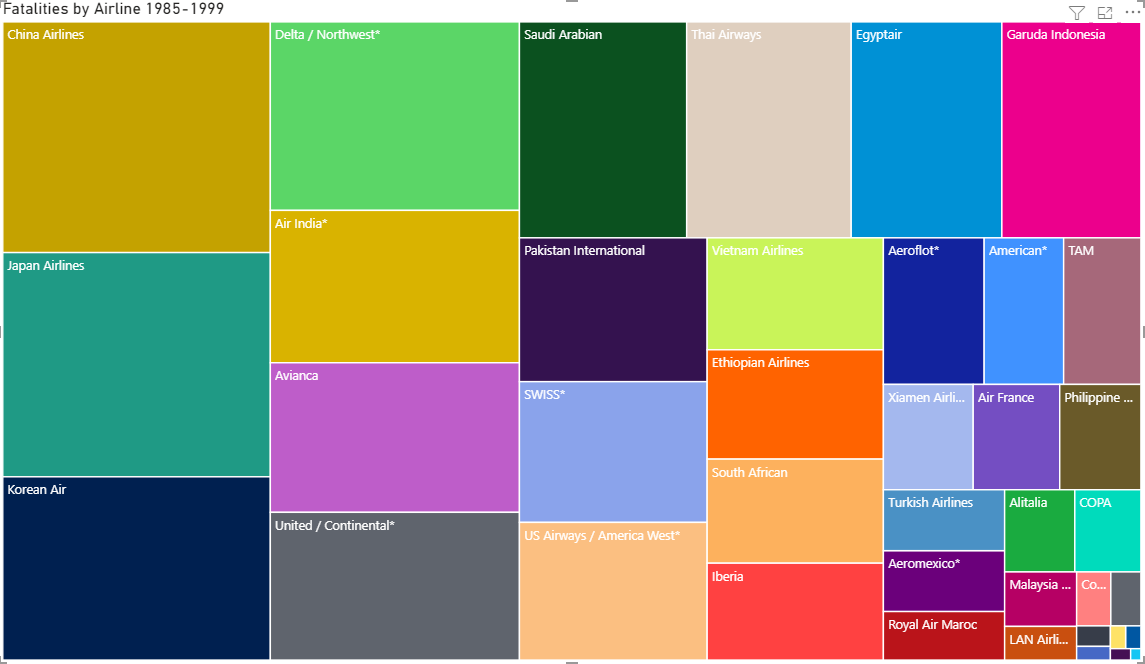 Fatalities by Airline 1985-1999
China Airlines
Japan Airlines
Korean Air
Delta / Northwest*
Air India*
Avianca
United / Continental*
Saudi Arabian
Thai Airways
Egyptair
Garuda Indonesia
Pakistan International
SWISS*
US Airways / America West*
Vietnam Airlines
Ethiopian Airlines
South African
Iberia
Aeroflot*
American*
TAM
Xiamen Airli...
Air France
Philippine ...
Turkish Airlines
Aeromexico*
Royal Air Maroc
Alitalia
COPA
Malaysia ...
Co...
LAN Airli...